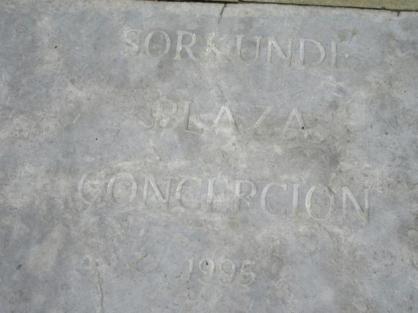 SORKUNDE
PLAZA
CONCEPCION
1995